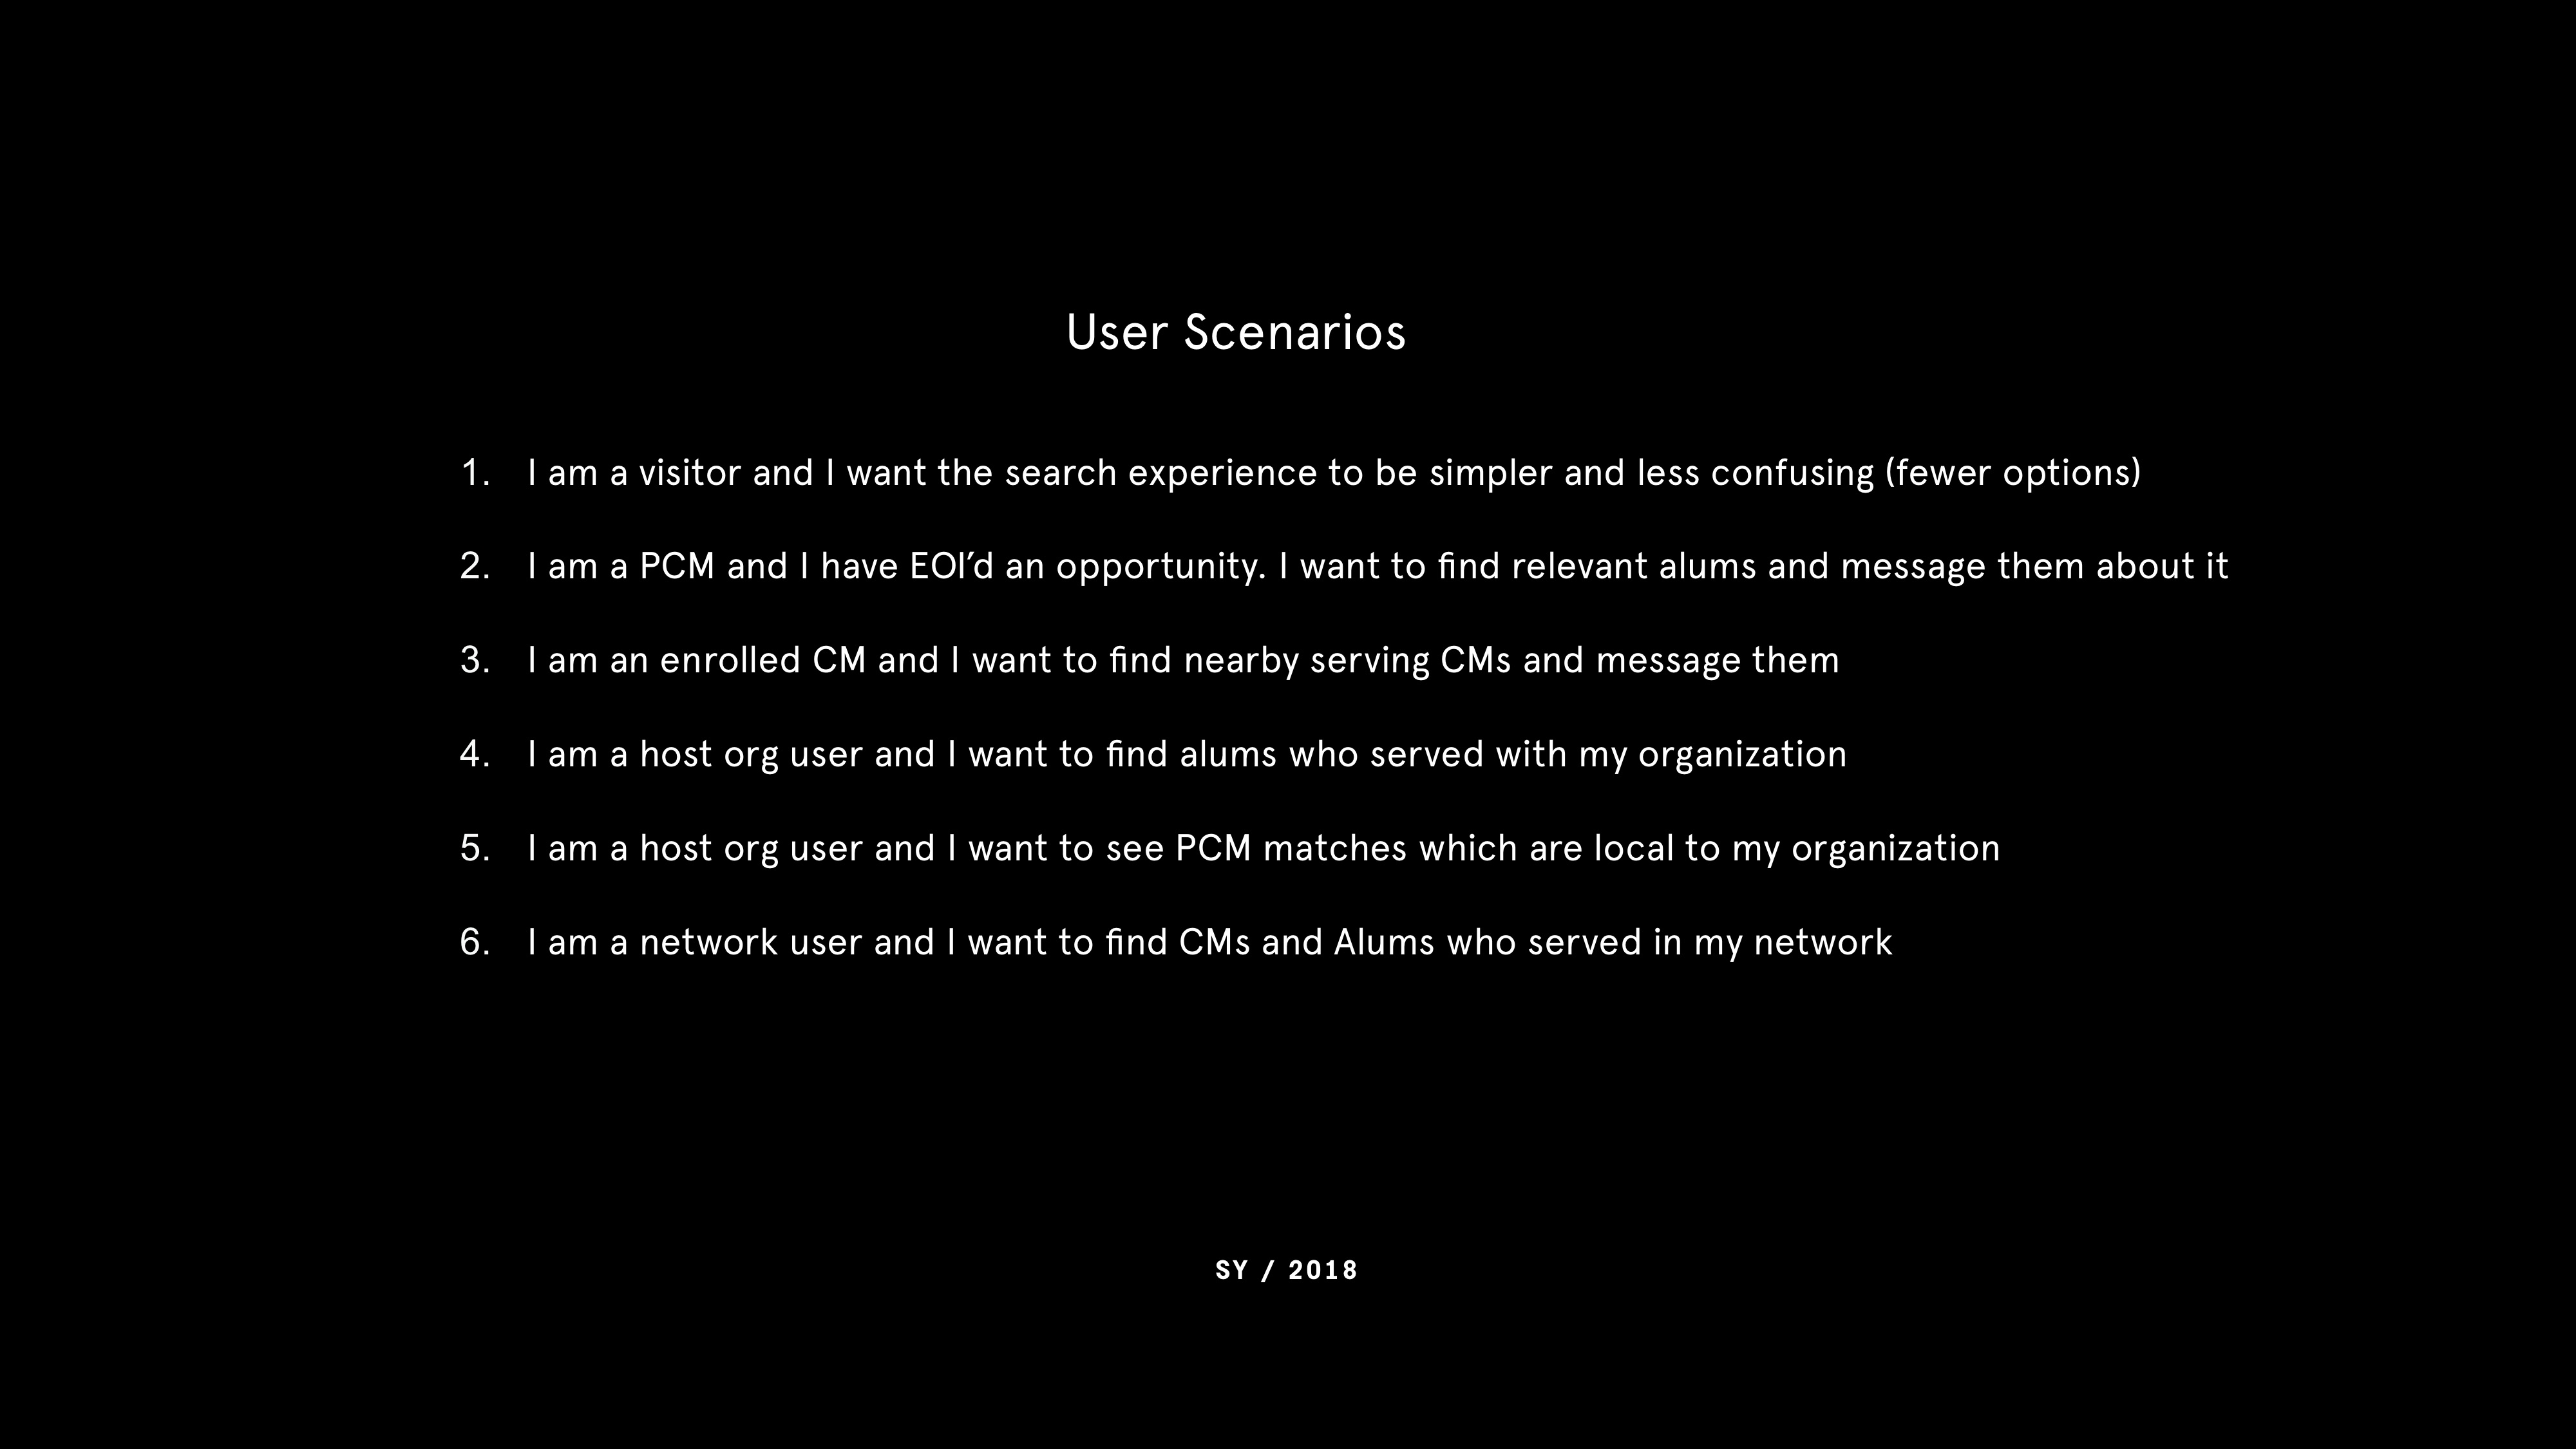 User Scenarios
1. I am a visitor and I want the search experience to be simpler and less confusing (fewer options)
2. I am a PCM and I have EOI’d an opportunity. I want to find relevant alums and message them about it
3. I am an enrolled CM and I want to find nearby serving CMs and message them
4. I am a host org user and I want to find alums who served with my organization
5. I am a host org user and I want to see PCM matches which are local to my organization
6. I am a network user and I want to find CMs and Alums who served in my network
SY / 2018